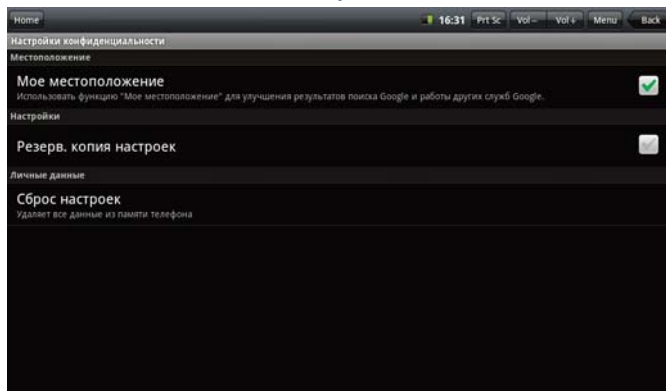 Home 16:31 Prt Sc Vol - Vol + Menu Back
Настройки конфиденциальности
Местоположение
Мое местоположение
Использовать функцию "Мое местоположение" для улучшения результатов поиска Google и работы других служб Google.
Настройки
Резерв. копия настроек
Личные данные
Сброс настроек
Удаляет все данные из памяти телефона